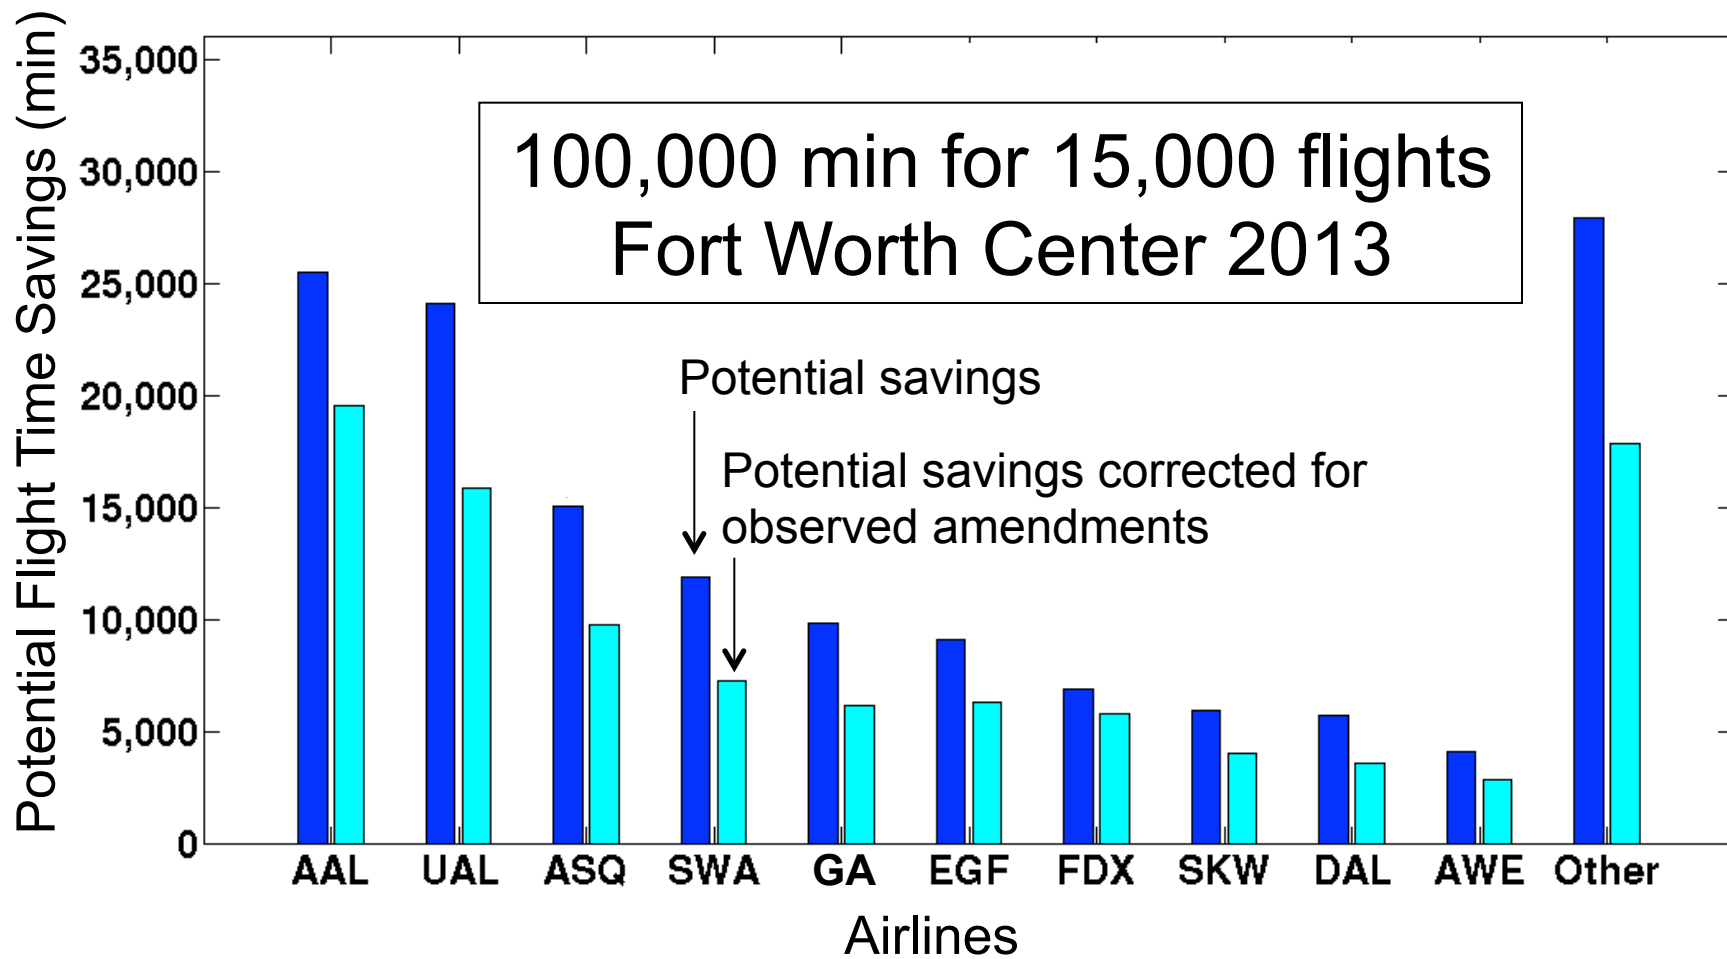 Potential Flight Time Savings (min)
35,000
30,000
25,000
20,000
15,000
10,000
5,000
0
100,000 min for 15,000 flights
Fort Worth Center 2013
Potential savings
Potential savings corrected for
observed amendments
AAL UAL ASQ SWA GA EGF FDX SKW DAL AWE Other
Airlines